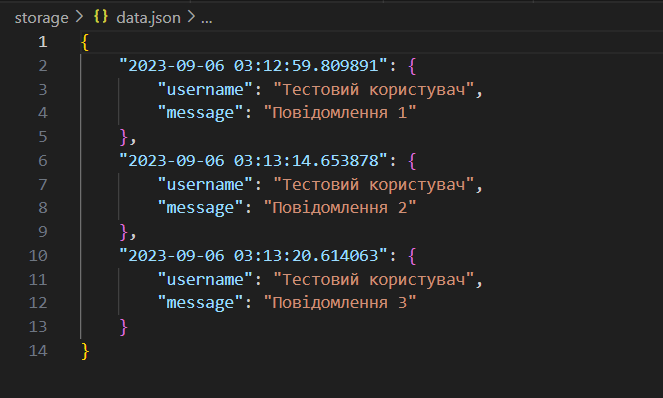 storage > {} data.json > ...
1 {
2 "2023-09-06 03:12:59.809891": {
3 "username": "Тестовий користувач",
4 "message": "Повідомлення 1"
5 },
6 "2023-09-06 03:13:14.653878": {
7 "username": "Тестовий користувач",
8 "message": "Повідомлення 2"
9 },
10 "2023-09-06 03:13:20.614063": {
11 "username": "Тестовий користувач",
12 "message": "Повідомлення 3"
13 }
14 }